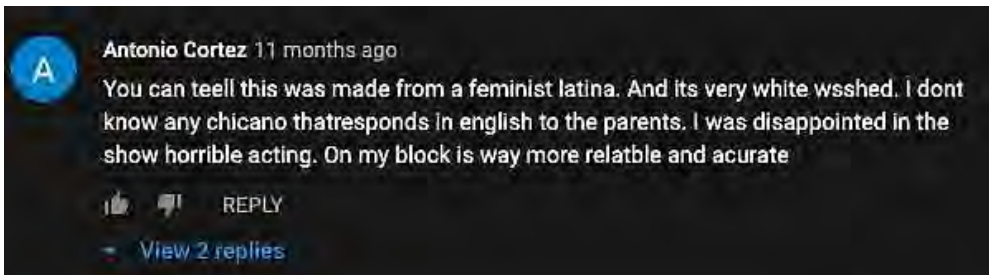 A
Antonio Cortez 11 months ago
You can teell this was made from a feminist latina. And its very white wsshed. I dont
know any chicano thatresponds in english to the parents. I was disappointed in the
show horrible acting. On my block is way more relatble and acurate
REPLY
View 2 replies